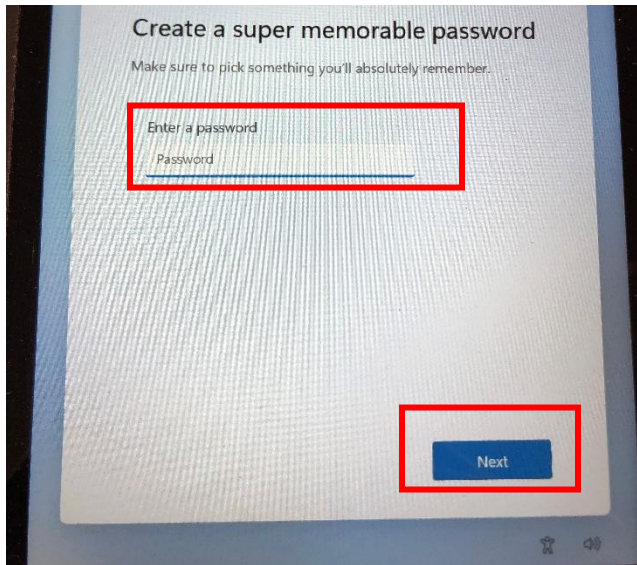 Create a super memorable password
Make sure to pick something you'll absolutely remember.
Enter a password
Password
Next